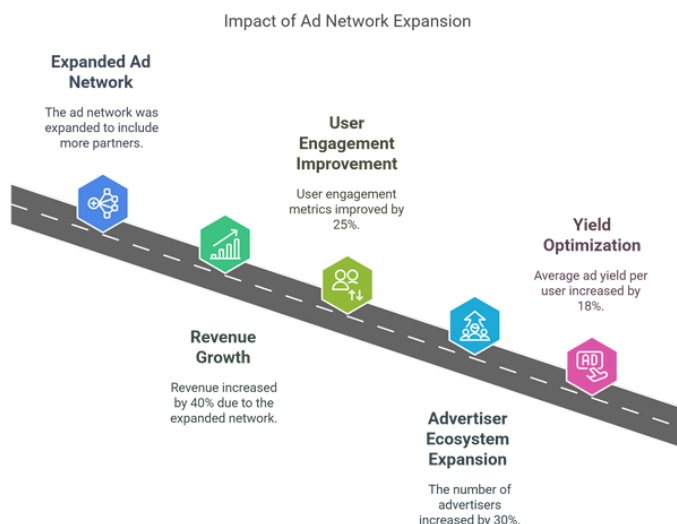 Impact of Ad Network Expansion
Expanded Ad
Network
The ad network was
expanded to include
more partners.
Revenue
Growth
Revenue increased
by 40% due to the
expanded network.
User
Engagement
Improvement
User engagement
metrics improved by
25%.
Advertiser
Ecosystem
Expansion
The number of
advertisers
increased by 30%.
Yield
Optimization
Average ad yield per
user increased by
18%.
AD